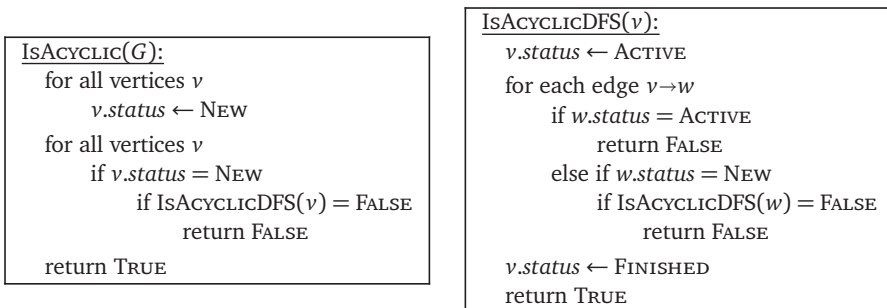 IsAcyclic(G):
for all vertices v
v.status ← New
for all vertices v
if v.status = New
if IsAcyclicDFS(v) = False
return False
return True
IsAcyclicDFS(v):
v.status ← Active
for each edge v→w
if w.status = Active
return False
else if w.status = New
if IsAcyclicDFS(w) = False
return False
v.status ← Finished
return True